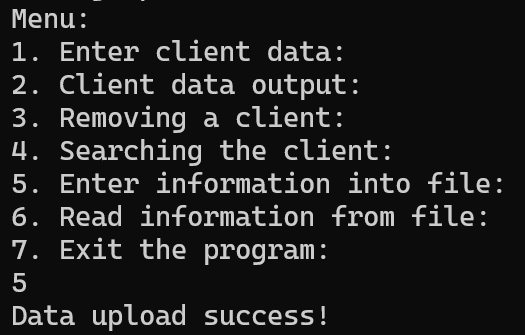 Menu:
1. Enter client data:
2. Client data output:
3. Removing a client:
4. Searching the client:
5. Enter information into file:
6. Read information from file:
7. Exit the program:
5
Data upload success!